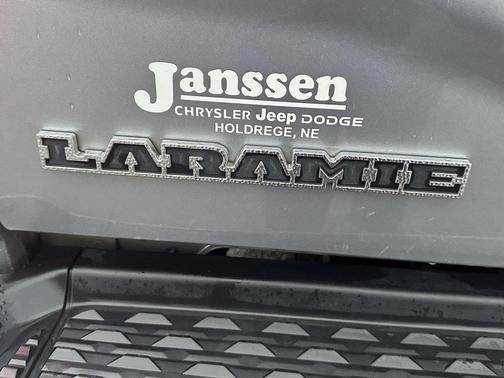 Janssen
CHRYSLER Jeep DODGE
HOLDREGE, NE
LARAMIE